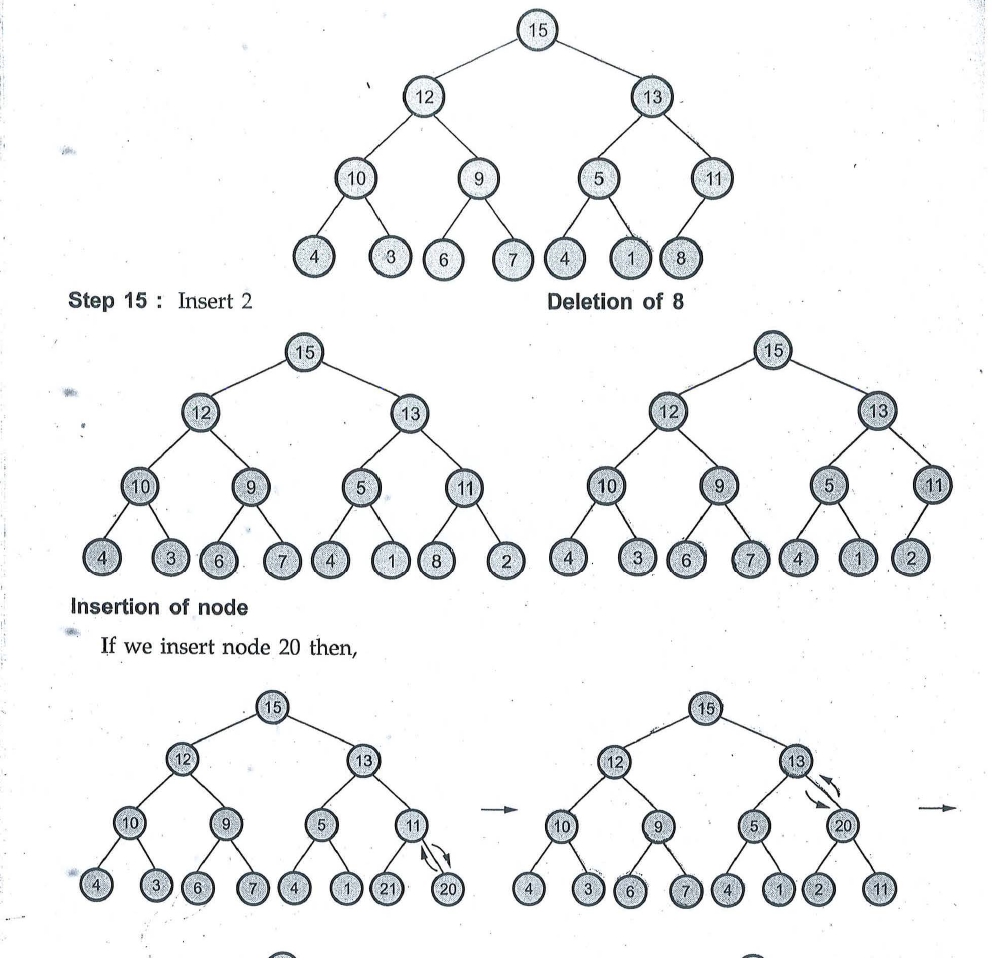 15
12 13
10 9 5 11
4 3 6 7 4 1 8
Step 15 : Insert 2
Deletion of 8
15
12 13
10 9 5 11
4 3 6 7 4 1 8 2
15
12 13
10 9 5 11
4 3 6 7 4 1 2
Insertion of node
If we insert node 20 then,
15
12 13
10 9 5 11
4 3 6 7 4 1 21 20
15
12 13
10 9 5 20
4 3 6 7 4 1 2 11